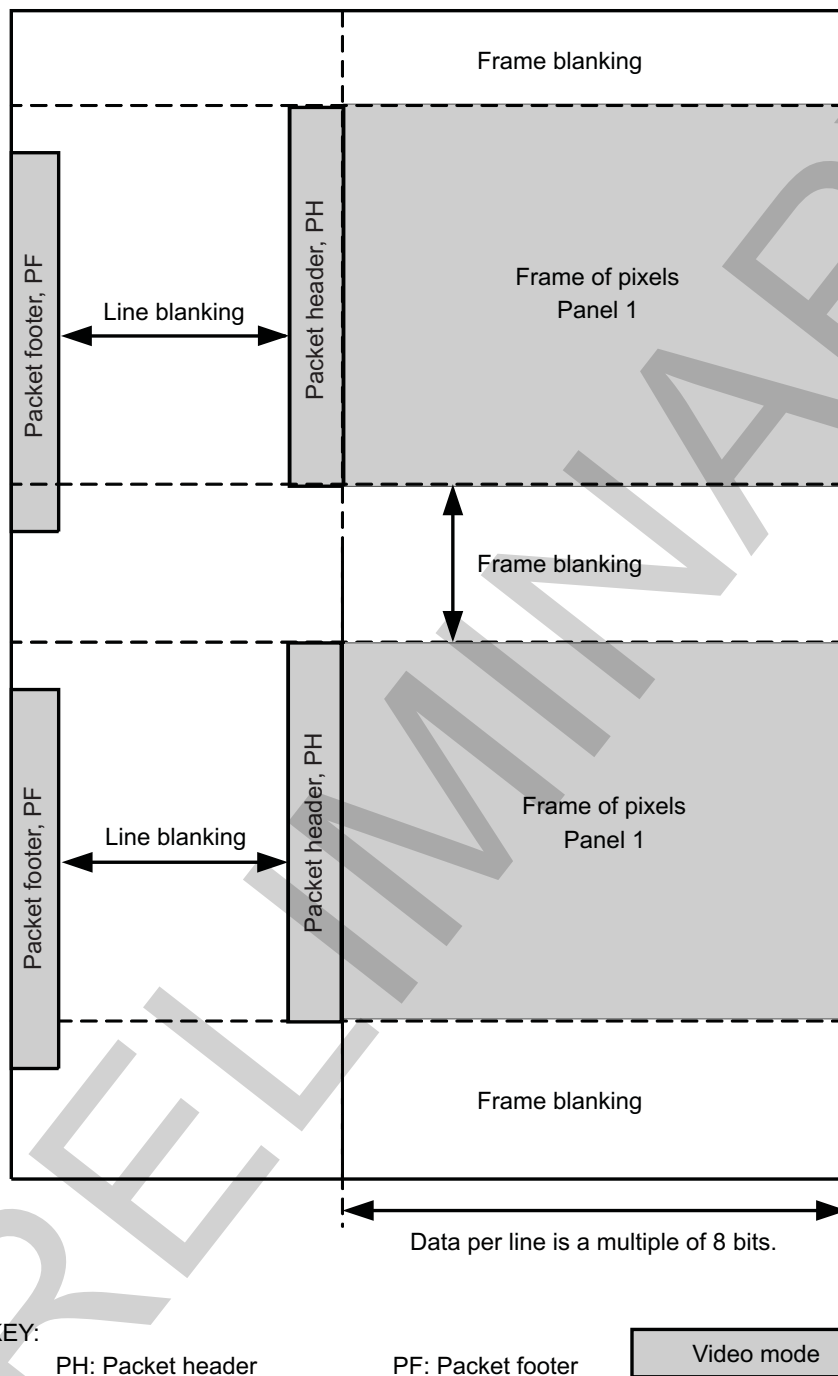 Frame blanking
Packet footer, PF
Line blanking
Packet header, PH
Frame of pixels
Panel 1
Frame blanking
Packet footer, PF
Line blanking
Packet header, PH
Frame of pixels
Panel 1
Frame blanking
Data per line is a multiple of 8 bits.
KEY:
PH: Packet header
PF: Packet footer
Video mode